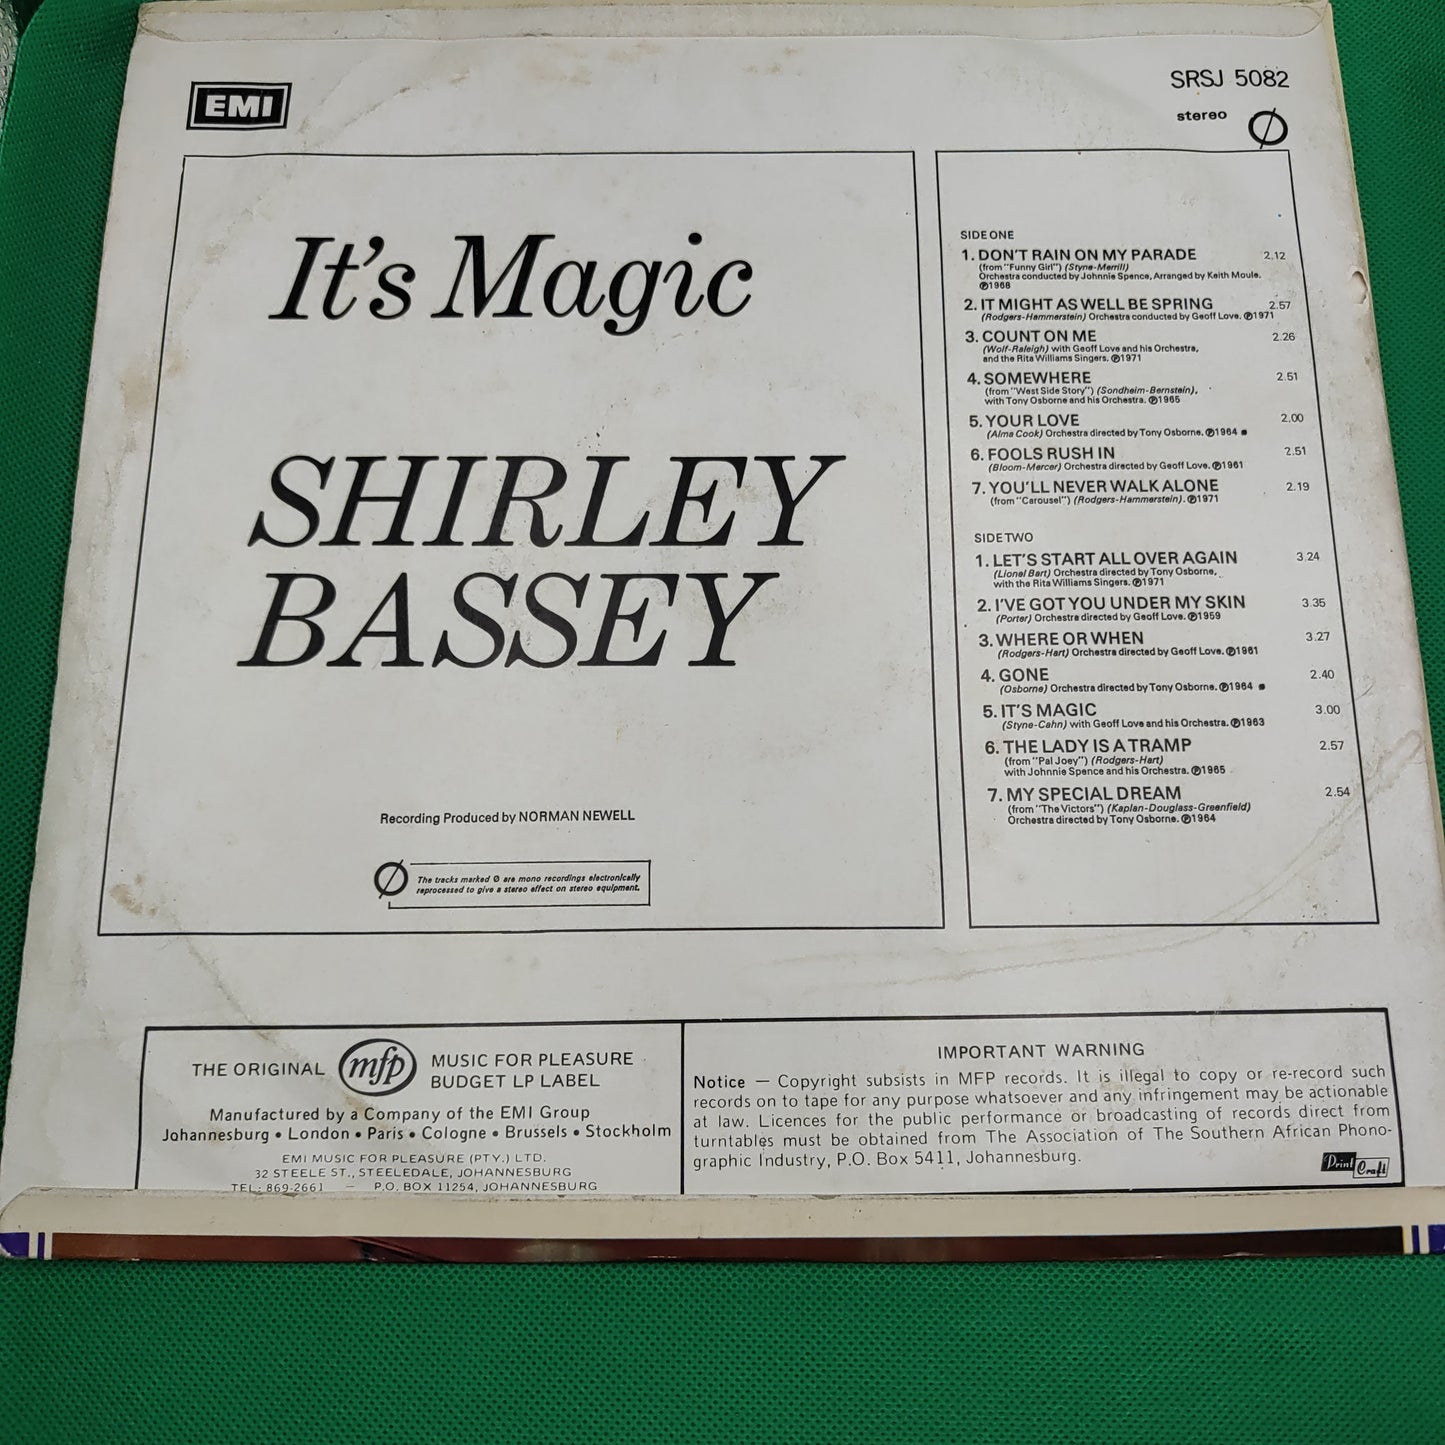 EMI
SRSJ 5082
stereo
It's Magic
SHIRLEY
BASSEY
Recording Produced by NORMAN NEWELL
The tracks marked Ø are mono recordings electronically
reprocessed to give a stereo effect on stereo equipment.
SIDE ONE
1. DON'T RAIN ON MY PARADE 2.12
(from "Funny Girl") (Styne-Merrill)
Orchestra conducted by Johnnie Spence, Arranged by Keith Moule.
℗1968
2. IT MIGHT AS WELL BE SPRING 2.57
(Rodgers-Hammerstein) Orchestra conducted by Geoff Love. ℗1971
3. COUNT ON ME 2.26
(Wolf-Raleigh) with Geoff Love and his Orchestra,
and the Rita Williams Singers. ℗1971
4. SOMEWHERE 2.51
(from "West Side Story") (Sondheim-Bernstein),
with Tony Osborne and his Orchestra. ℗1965
5. YOUR LOVE 2.00
(Alma Cook) Orchestra directed by Tony Osborne. ℗1964
6. FOOLS RUSH IN 2.51
(Bloom-Mercer) Orchestra directed by Geoff Love. ℗1961
7. YOU'LL NEVER WALK ALONE 2.19
(from "Carousel") (Rodgers-Hammerstein). ℗1971
SIDE TWO
1. LET'S START ALL OVER AGAIN 3.24
(Lionel Bart) Orchestra directed by Tony Osborne,
with the Rita Williams Singers. ℗1971
2. I'VE GOT YOU UNDER MY SKIN 3.35
(Porter) Orchestra directed by Geoff Love. ℗1959
3. WHERE OR WHEN 3.27
(Rodgers-Hart) Orchestra directed by Geoff Love. ℗1961
4. GONE 2.40
(Osborne) Orchestra directed by Tony Osborne. ℗1964
5. IT'S MAGIC 3.00
(Styne-Cahn) with Geoff Love and his Orchestra. ℗1963
6. THE LADY IS A TRAMP 2.57
(from "Pal Joey") (Rodgers-Hart)
with Johnnie Spence and his Orchestra. ℗1965
7. MY SPECIAL DREAM 2.54
(from "The Victors") (Kaplan-Douglass-Greenfield)
Orchestra directed by Tony Osborne. ℗1964
THE ORIGINAL mfp MUSIC FOR PLEASURE
BUDGET LP LABEL
Manufactured by a Company of the EMI Group
Johannesburg • London • Paris • Cologne • Brussels • Stockholm
EMI MUSIC FOR PLEASURE (PTY.) LTD.
32 STEELE ST., STEELEDALE, JOHANNESBURG
TEL: 869-2661 — P.O. BOX 11254, JOHANNESBURG
IMPORTANT WARNING
Notice — Copyright subsists in MFP records. It is illegal to copy or re-record such
records on to tape for any purpose whatsoever and any infringement may be actionable
at law. Licences for the public performance or broadcasting of records direct from
turntables must be obtained from The Association of The Southern African Phono-
graphic Industry, P.O. Box 5411, Johannesburg.
Print Craft